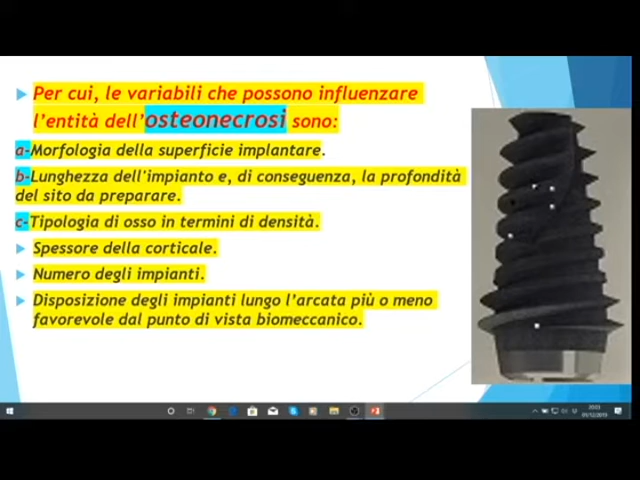 Per cui, le variabili che possono influenzare
l'entità dell'osteonecrosi sono:
a-Morfologia della superficie implantare.
b-Lunghezza dell'impianto e, di conseguenza, la profondità
del sito da preparare.
c-Tipologia di osso in termini di densità.
Spessore della corticale.
Numero degli impianti.
Disposizione degli impianti lungo l'arcata più o meno
favorevole dal punto di vista biomeccanico.